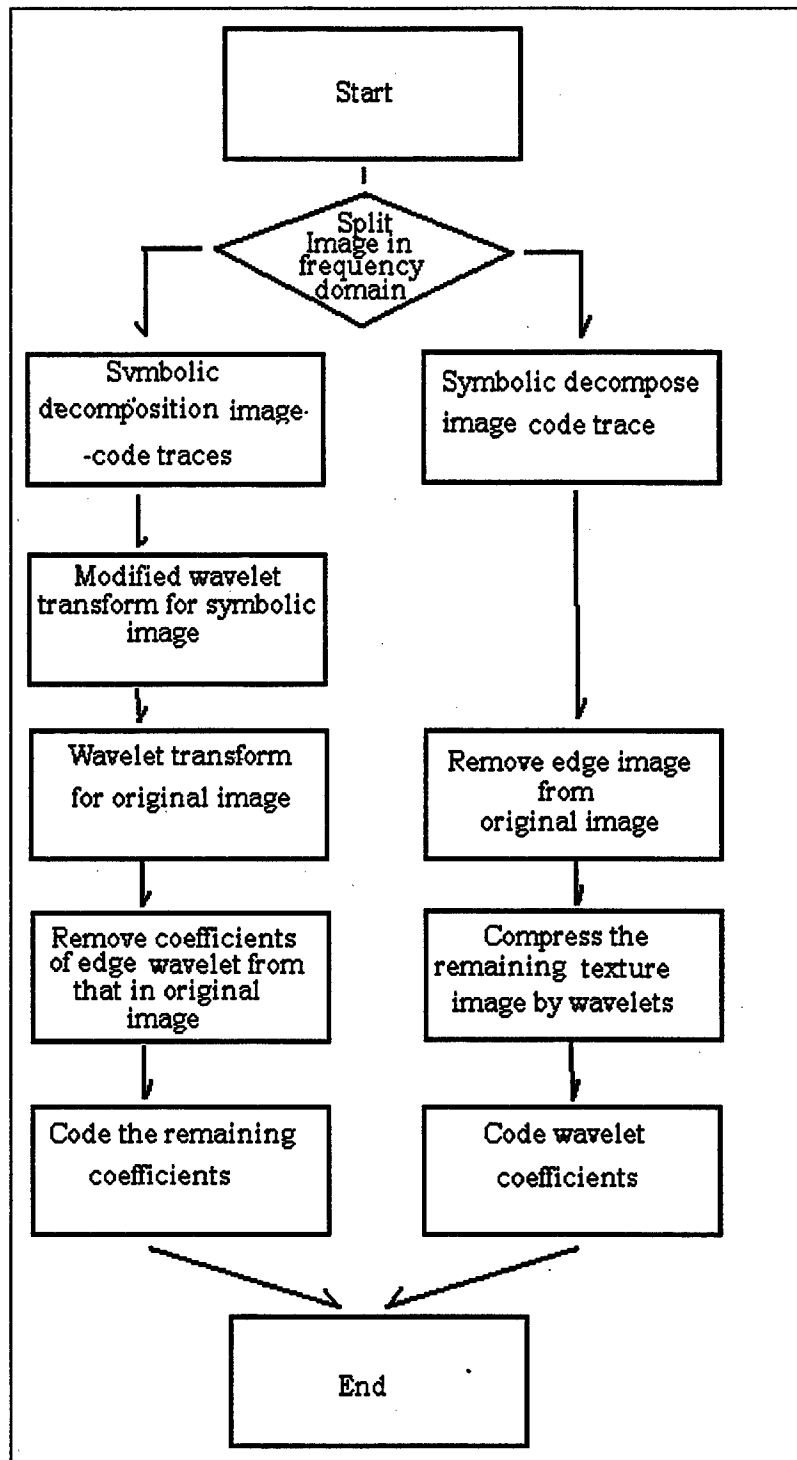 Start
Split
Image in
frequency
domain
Symbolic
decomposition image-
-code traces
Symbolic decompose
image code trace
Modified wavelet
transform for symbolic
image
Wavelet transform
for original image
Remove edge image
from
original image
Remove coefficients
of edge wavelet from
that in original
image
Compress the
remaining texture
image by wavelets
Code the remaining
coefficients
Code wavelet
coefficients
End